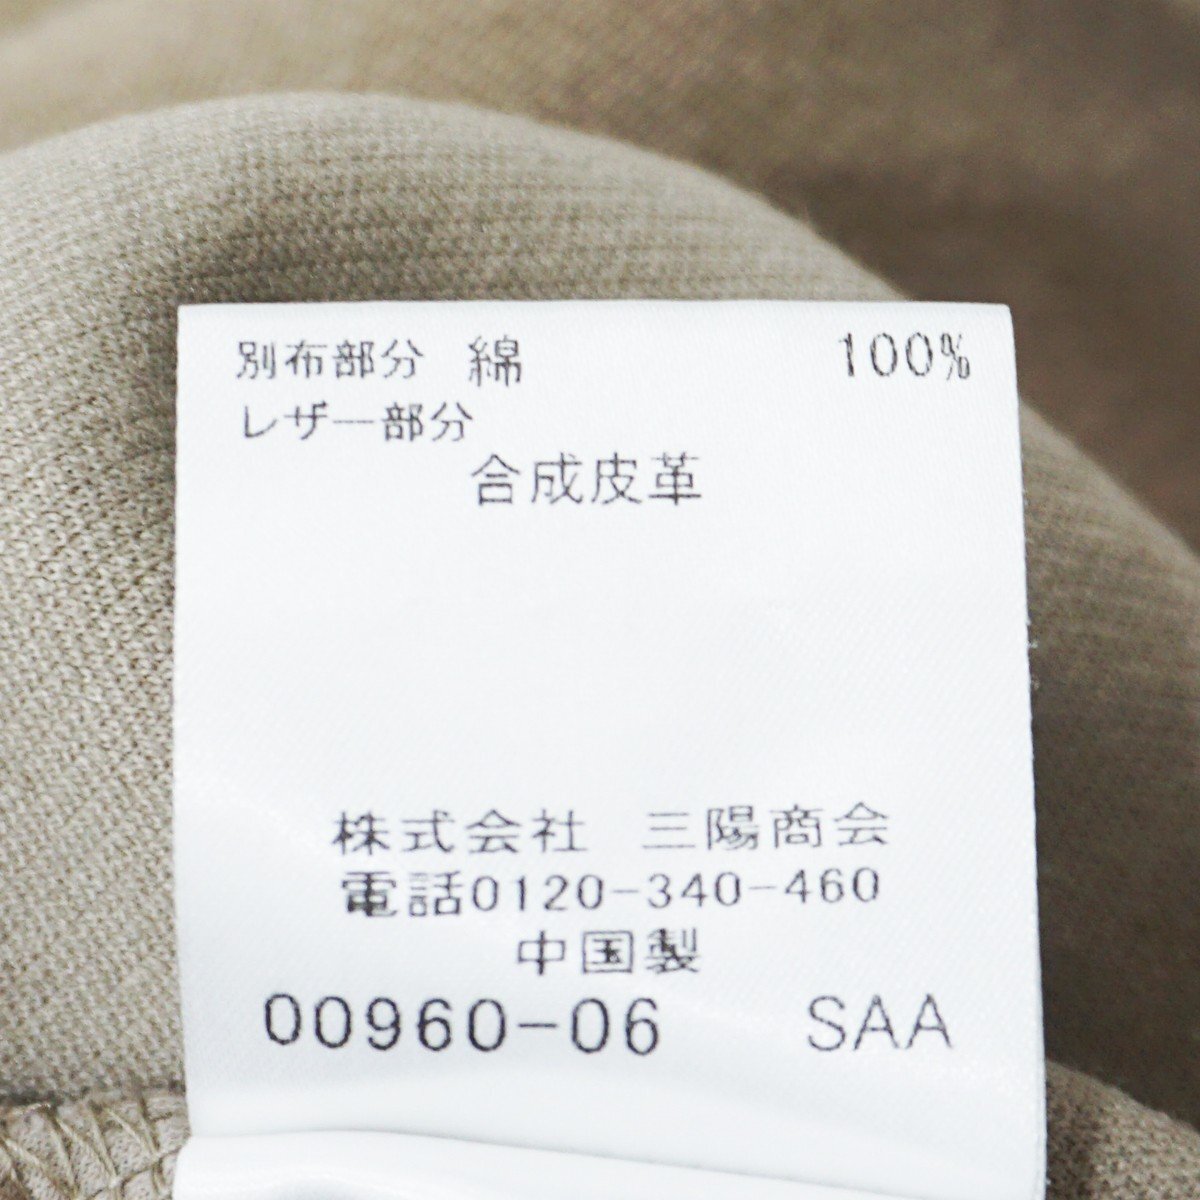 別布部分 綿 100%
レザー部分
合成皮革
株式会社 三陽商会
電話0120-340-460
中国製
00960-06 SAA